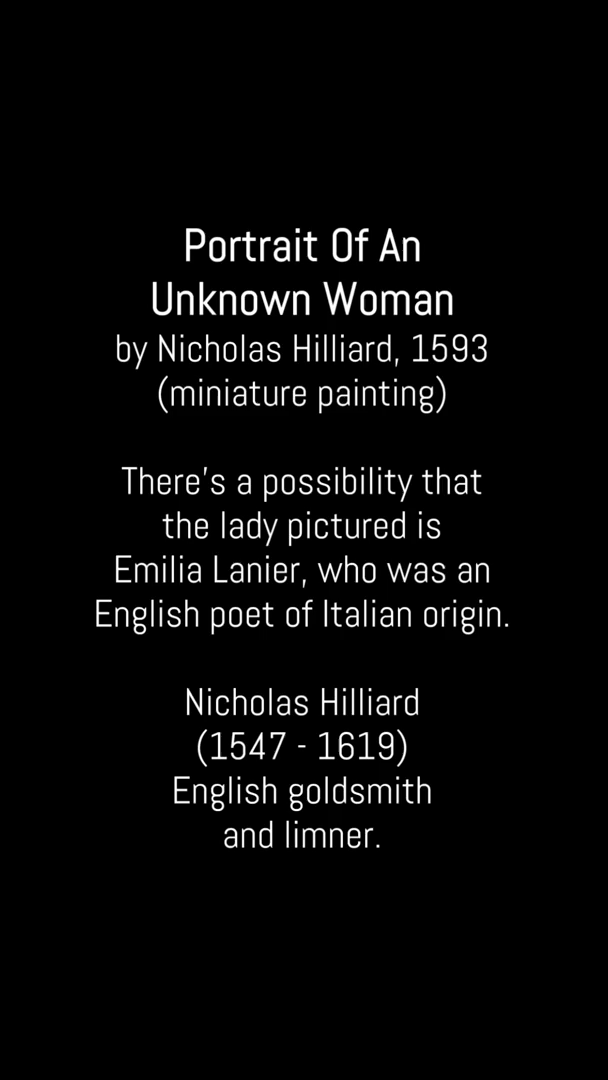 Portrait Of An
Unknown Woman
by Nicholas Hilliard, 1593
(miniature painting)
There's a possibility that
the lady pictured is
Emilia Lanier, who was an
English poet of Italian origin.
Nicholas Hilliard
(1547 - 1619)
English goldsmith
and limner.